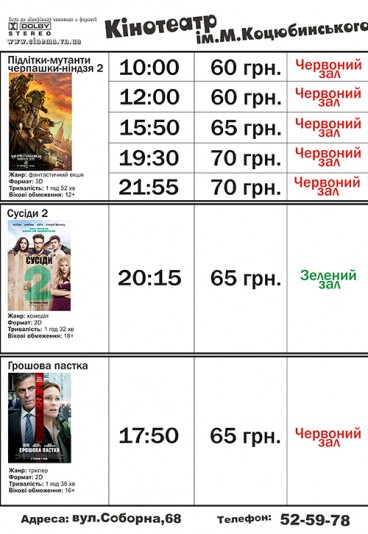 DOLBY
STEREO
www.cinema.vn.ua
Кінотеатр
ім.М.Коцюбинського
Підлітки-мутанти
черпашки-ніндзя 2
Жанр: фантастичний екшн
Формат: 3D
Тривалість: 1 год 52 хв
Вікові обмеження: 12+
10:00 60 грн. Червоний зал
12:00 60 грн. Червоний зал
15:50 65 грн. Червоний зал
19:30 70 грн. Червоний зал
21:55 70 грн. Червоний зал
Сусіди 2
СУСІДИ
2
Жанр: комедія
Формат: 2D
Тривалість: 1 год 32 хв
Вікові обмеження: 18+
20:15 65 грн. Зелений зал
Грошова пастка
ГРОШОВА ПАСТКА
Жанр: трилер
Формат: 2D
Тривалість: 1 год 38 хв
Вікові обмеження: 16+
17:50 65 грн. Червоний зал
Адреса: вул.Соборна,68 Телефон: 52-59-78